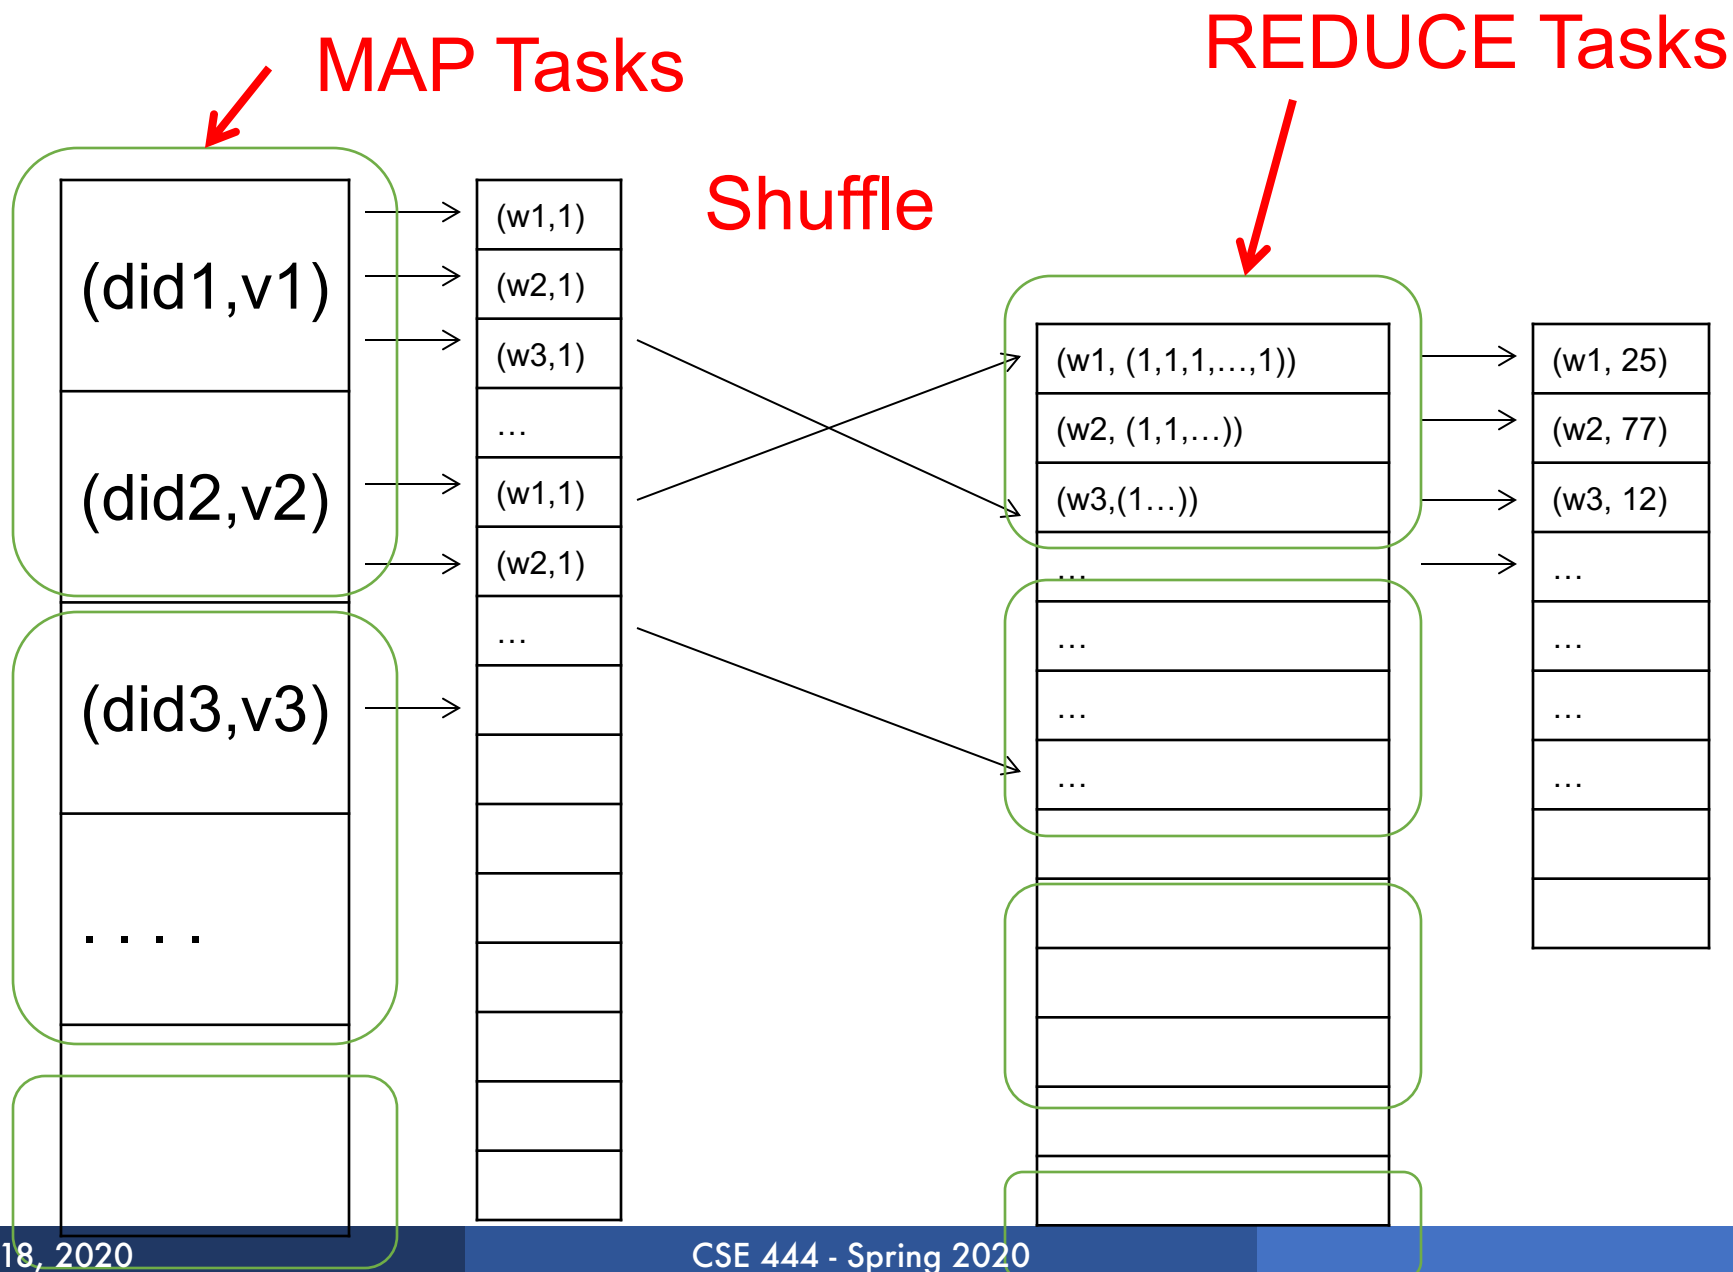 MAP Tasks
REDUCE Tasks
Shuffle
(did1,v1)
(did2,v2)
(did3,v3)
. . . .
(w1,1)
(w2,1)
(w3,1)
…
(w1,1)
(w2,1)
…
(w1, (1,1,1,…,1))
(w2, (1,1,…))
(w3,(1…))
…
…
…
…
(w1, 25)
(w2, 77)
(w3, 12)
…
…
…
…
18, 2020
CSE 444 - Spring 2020